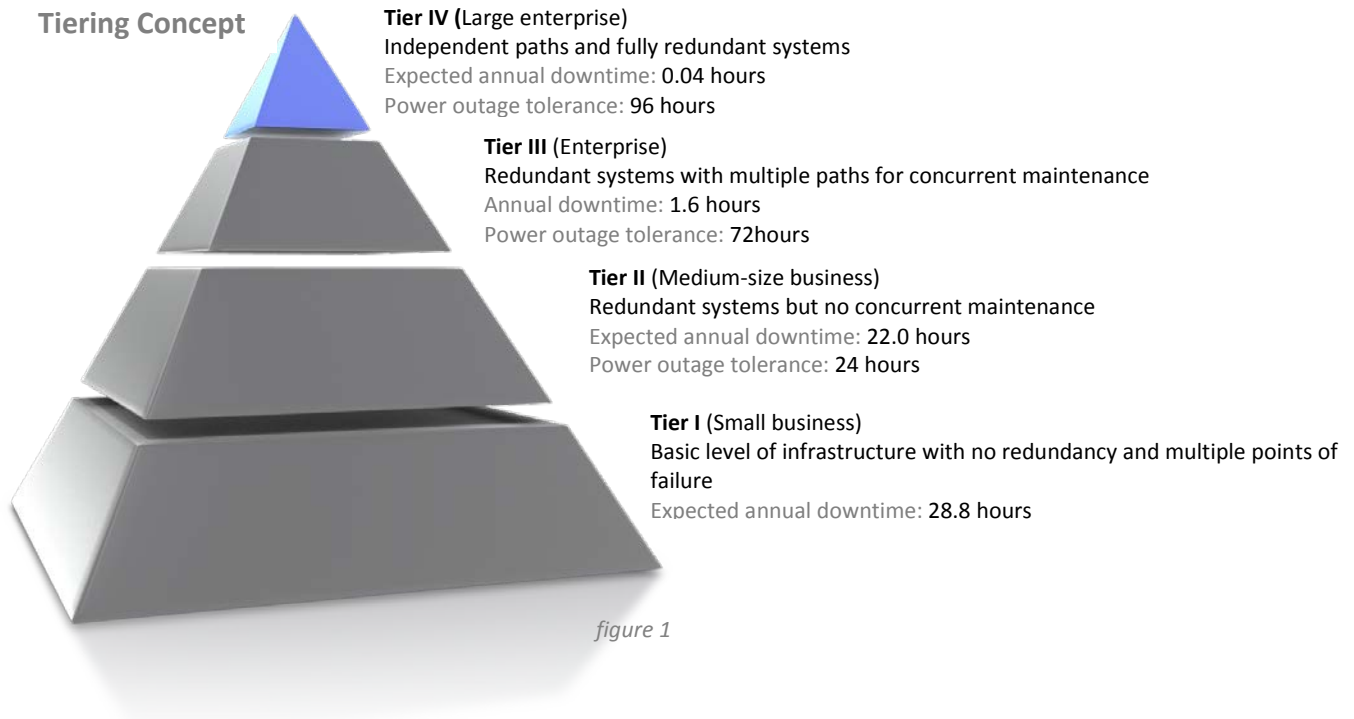 Tiering Concept
Tier IV (Large enterprise)
Independent paths and fully redundant systems
Expected annual downtime: 0.04 hours
Power outage tolerance: 96 hours
Tier III (Enterprise)
Redundant systems with multiple paths for concurrent maintenance
Annual downtime: 1.6 hours
Power outage tolerance: 72hours
Tier II (Medium-size business)
Redundant systems but no concurrent maintenance
Expected annual downtime: 22.0 hours
Power outage tolerance: 24 hours
Tier I (Small business)
Basic level of infrastructure with no redundancy and multiple points of
failure
Expected annual downtime: 28.8 hours
figure 1